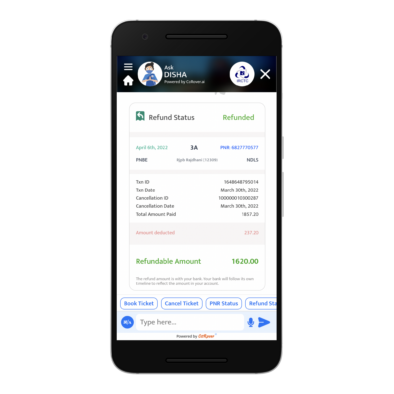 Ask
DISHA
Powered by CoRover.ai
IRCTC
Refund Status Refunded
April 6th, 2022 3A PNR-6827770577
PNBE Rjpb Rajdhani (12309) NDLS
Txn ID 1648648795014
Txn Date March 30th, 2022
Cancellation ID 100000010300287
Cancellation Date March 30th, 2022
Total Amount Paid 1857.20
Amount deducted 237.20
Refundable Amount 1620.00
This refund amount is with your bank. Your bank will follow its own
timeline to reflect the amount in your account.
Book Ticket Cancel Ticket PNR Status Refund Sta
Type here...
Powered by CoRover